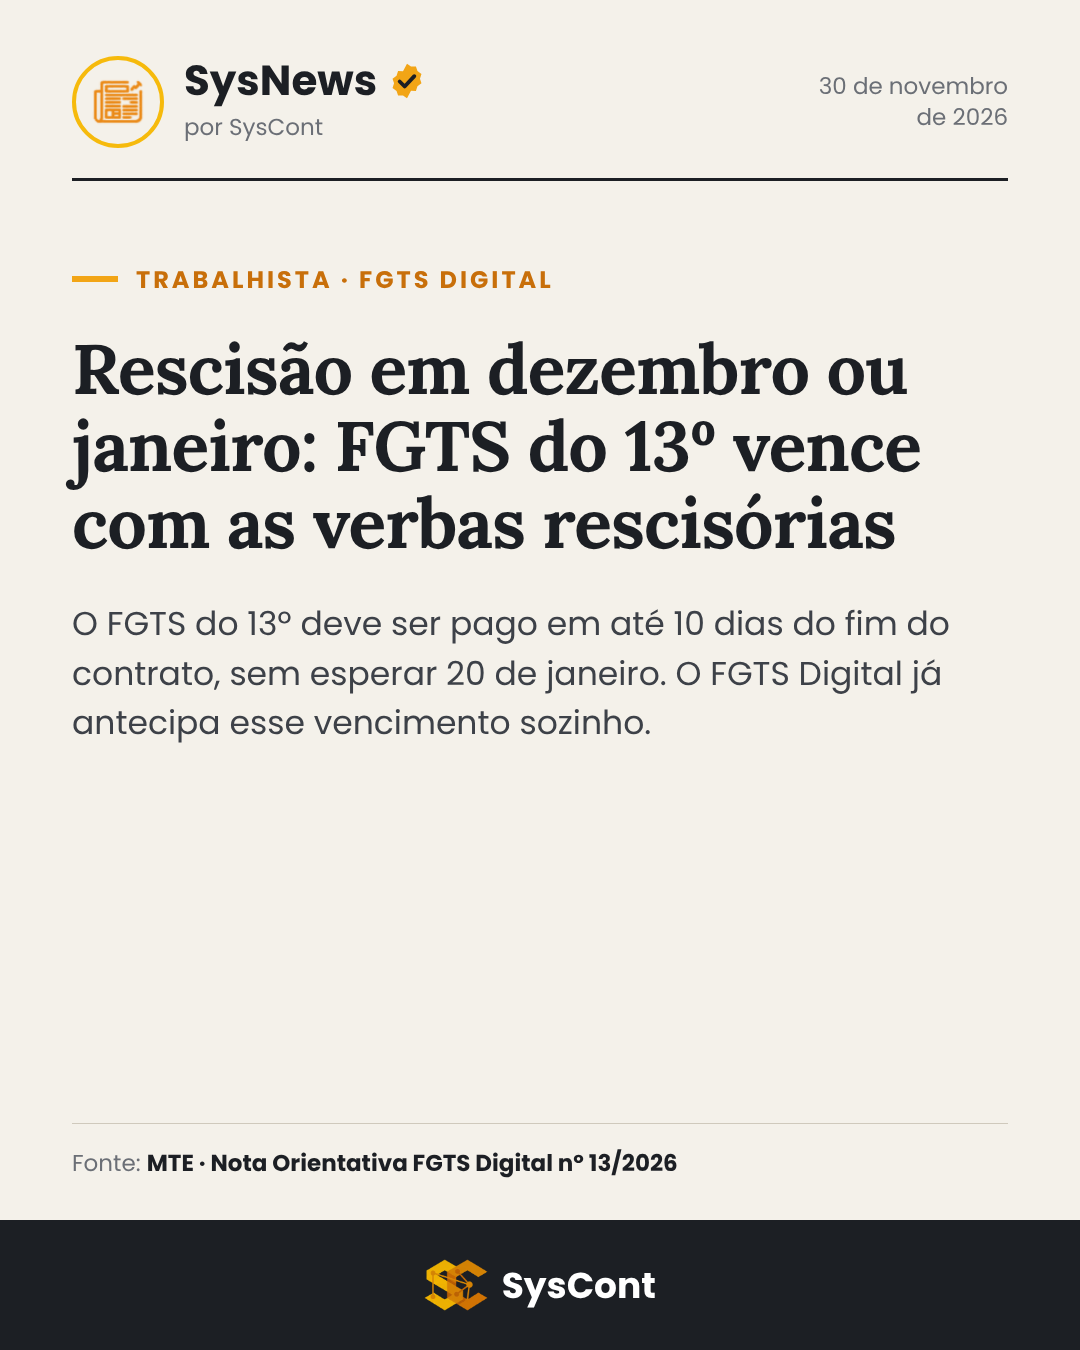 SysNews
por SysCont
30 de novembro
de 2026
TRABALHISTA · FGTS DIGITAL
Rescisão em dezembro ou
janeiro: FGTS do 13º vence
com as verbas rescisórias
O FGTS do 13º deve ser pago em até 10 dias do fim do
contrato, sem esperar 20 de janeiro. O FGTS Digital já
antecipa esse vencimento sozinho.
Fonte: MTE · Nota Orientativa FGTS Digital nº 13/2026
SysCont